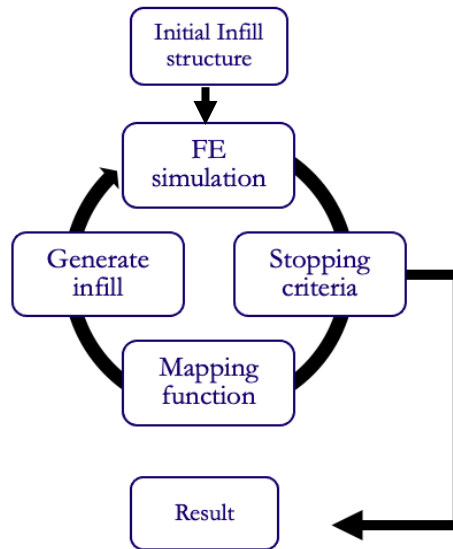 Initial Infill
structure
FE
simulation
Generate
infill
Stopping
criteria
Mapping
function
Result